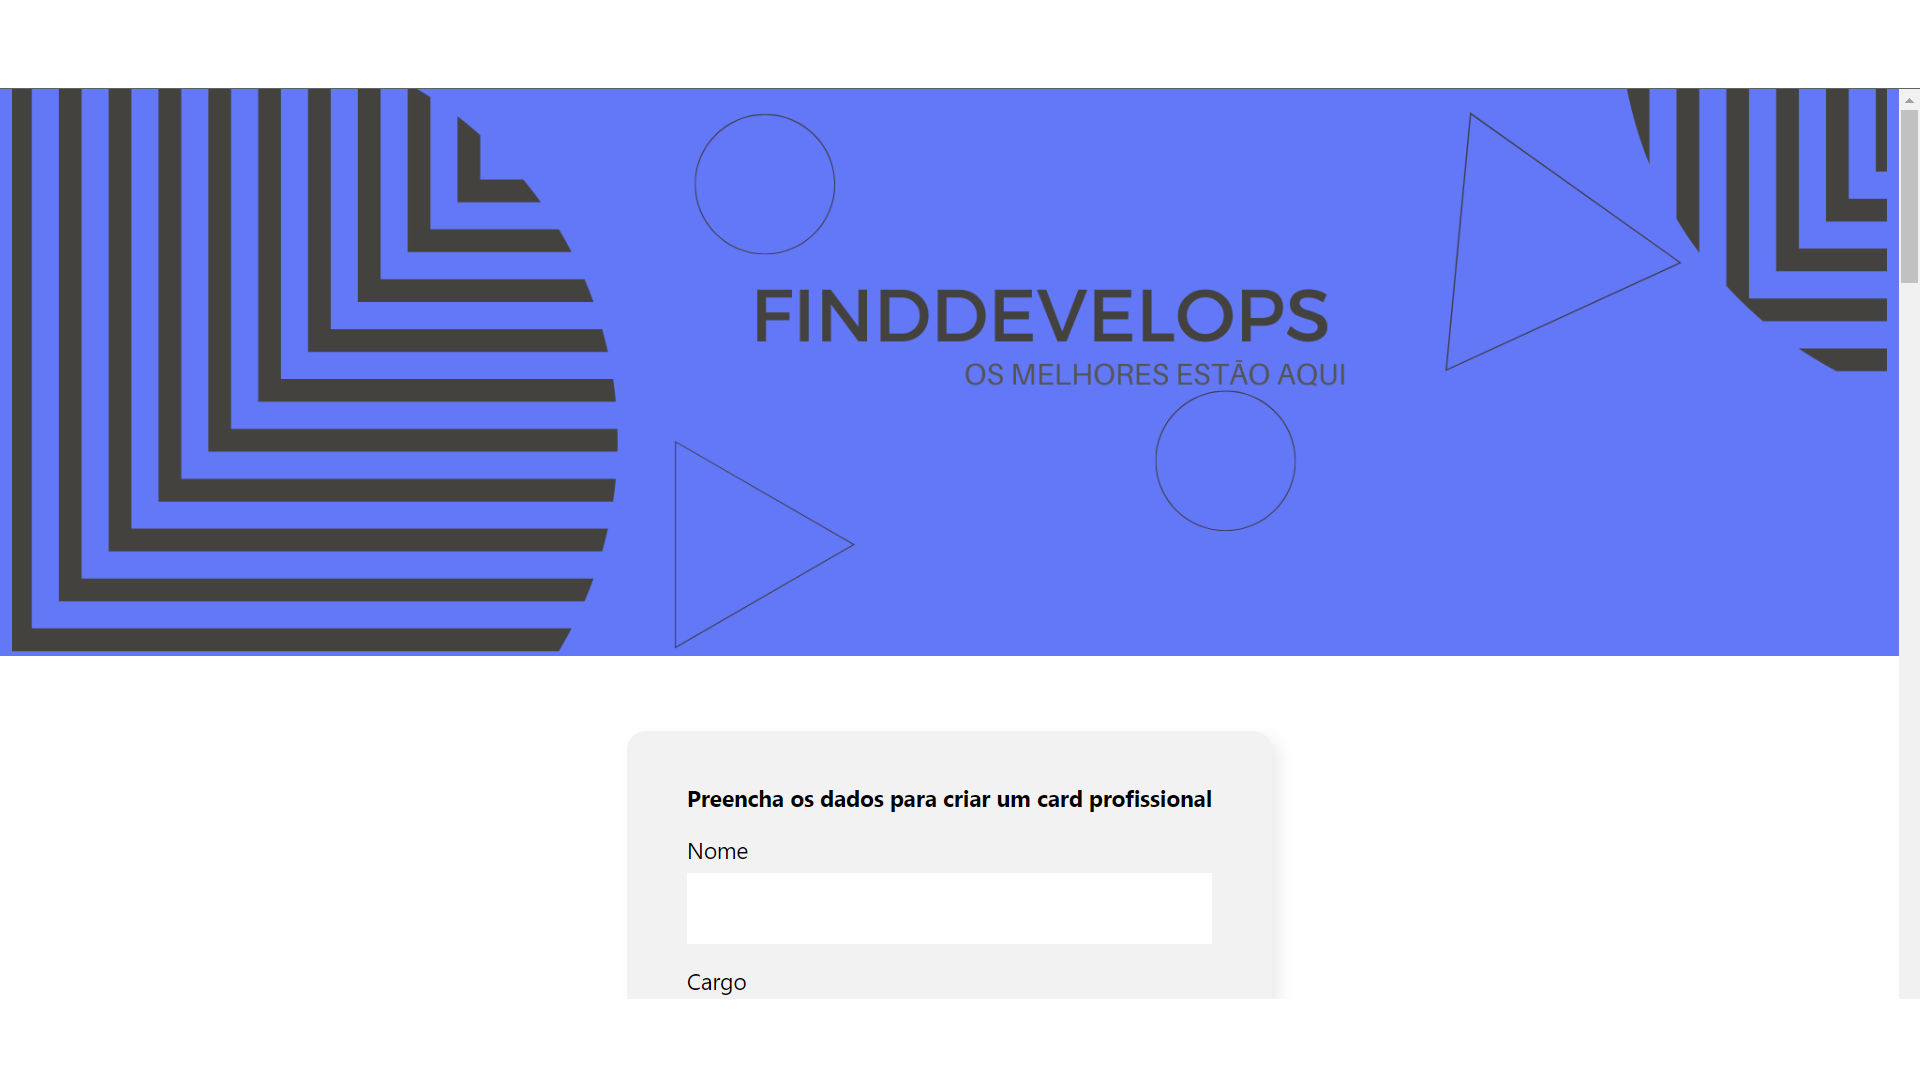 FINDDEVELOPS
OS MELHORES ESTÃO AQUI
Preencha os dados para criar um card profissional
Nome
Cargo